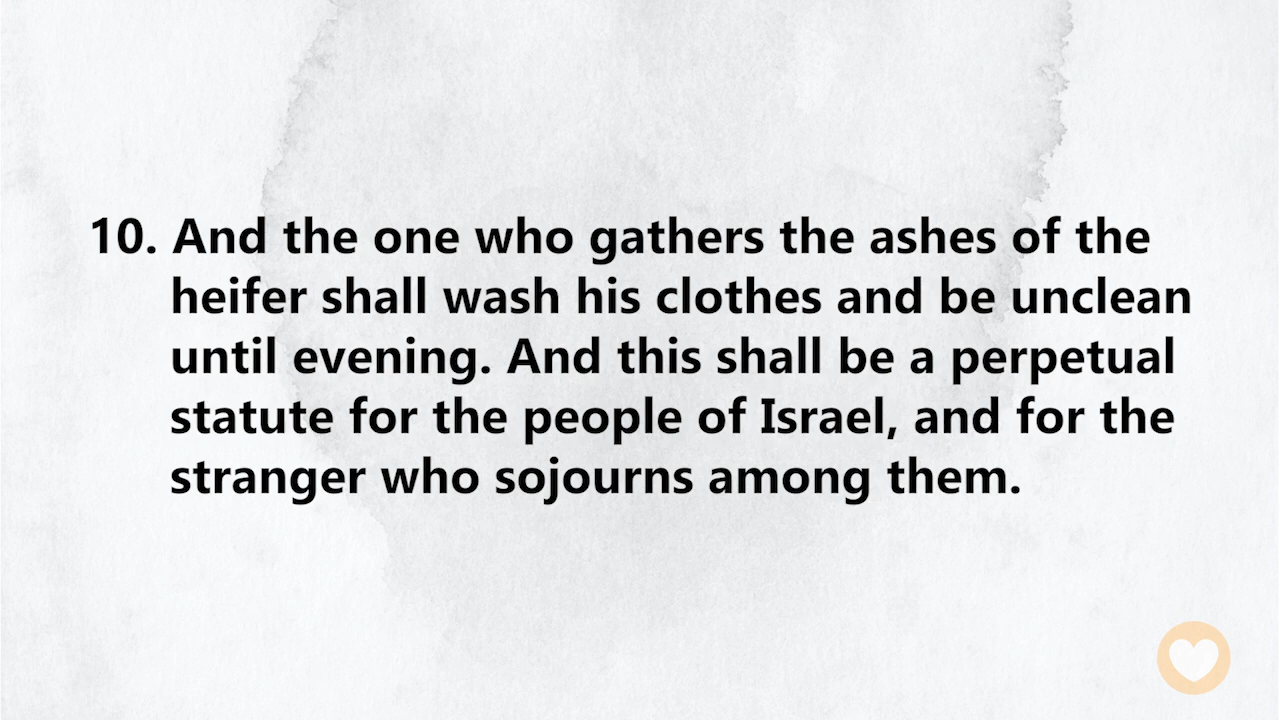 10. And the one who gathers the ashes of the
heifer shall wash his clothes and be unclean
until evening. And this shall be a perpetual
statute for the people of Israel, and for the
stranger who sojourns among them.